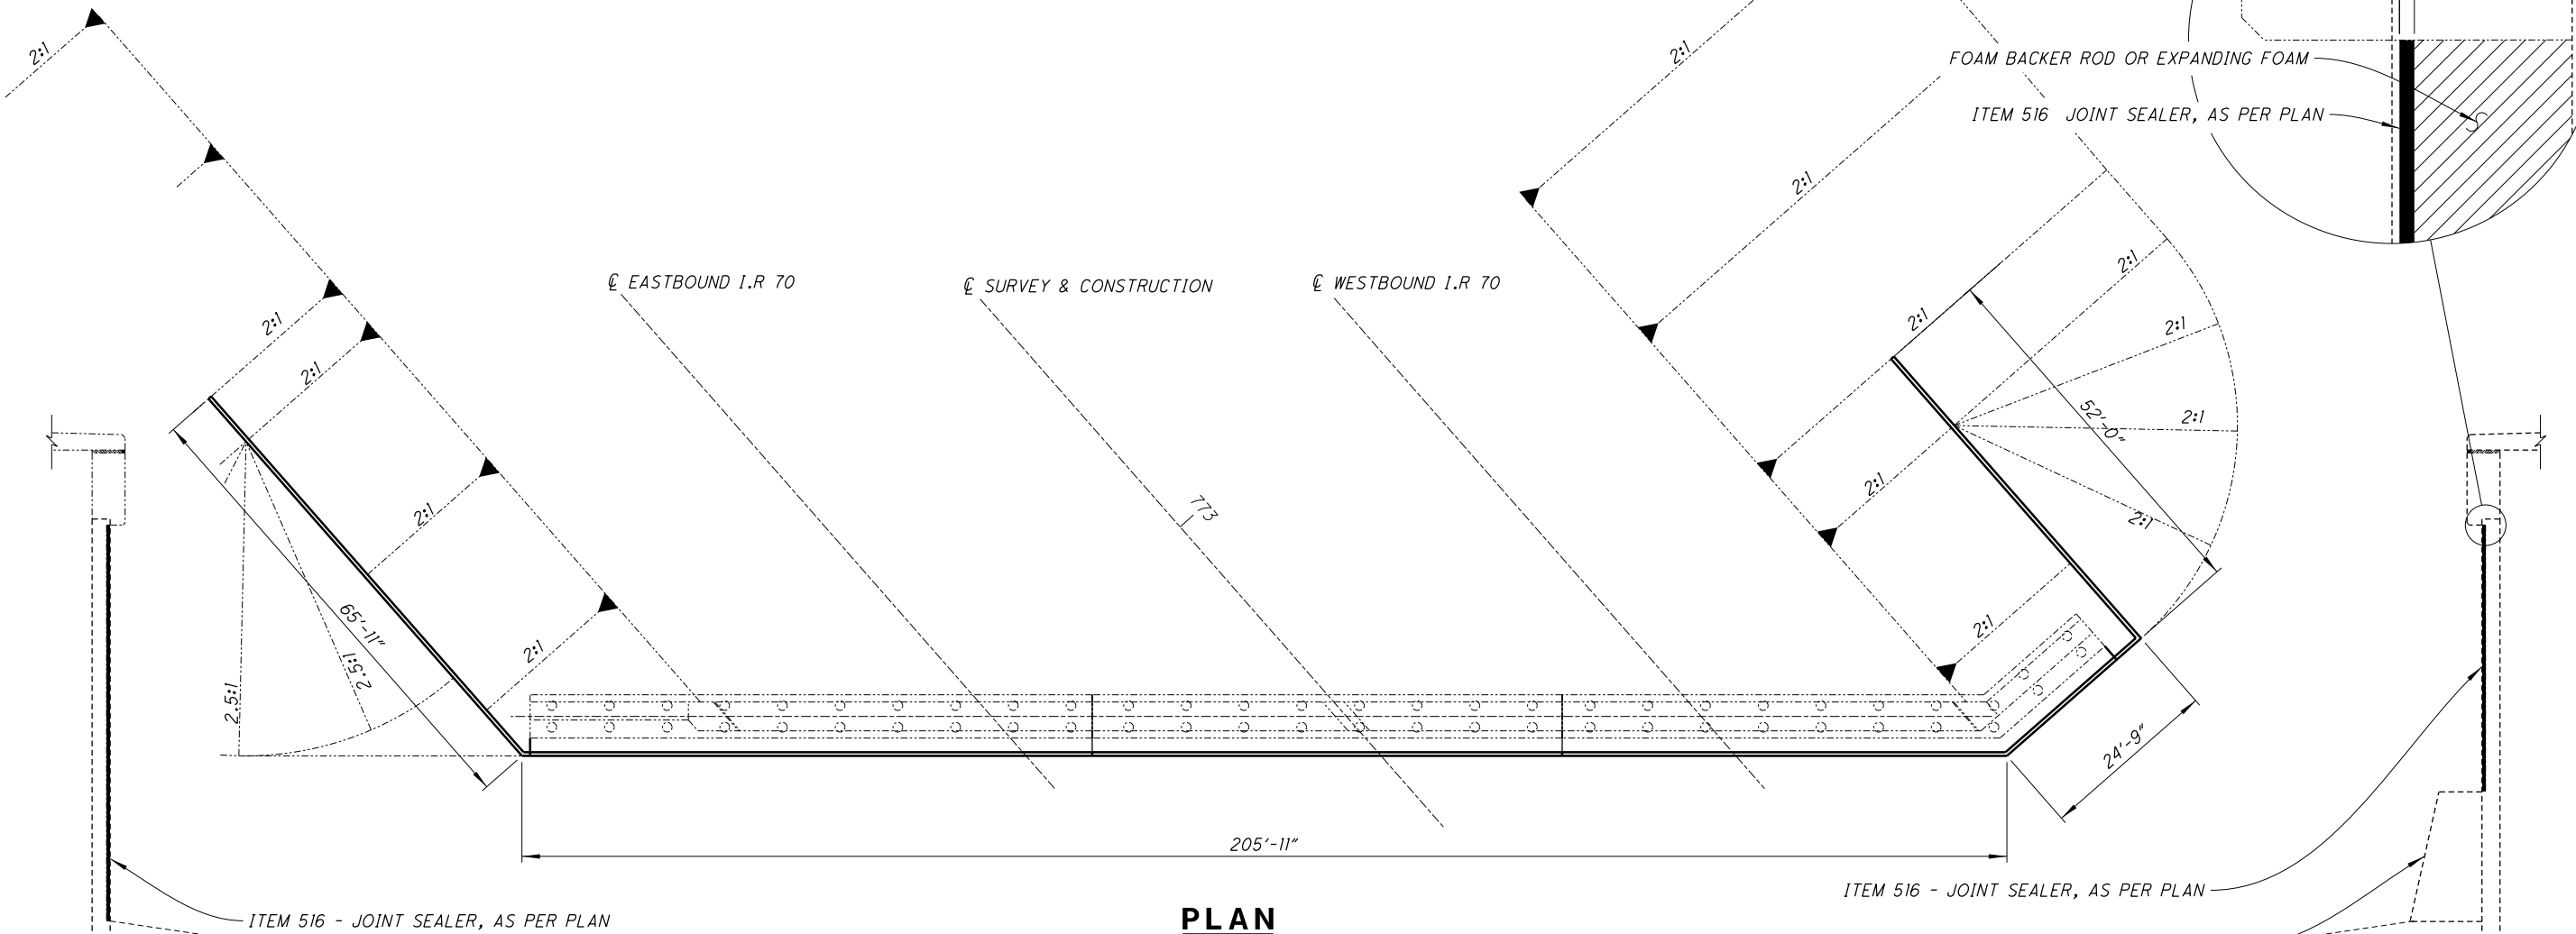 2:1
2:1
FOAM BACKER ROD OR EXPANDING FOAM
ITEM 516 JOINT SEALER, AS PER PLAN
2:1
2:1
℄ EASTBOUND I.R 70
℄ SURVEY & CONSTRUCTION
℄ WESTBOUND I.R 70
2:1
2:1
2:1
2:1
2:1
52'-0"
2:1
2:1
2:1
773
2:1
2:1
65'-11"
2:1
2:1
2.5:1
2.5:1
24'-9"
205'-11"
ITEM 516 - JOINT SEALER, AS PER PLAN
ITEM 516 - JOINT SEALER, AS PER PLAN
PLAN